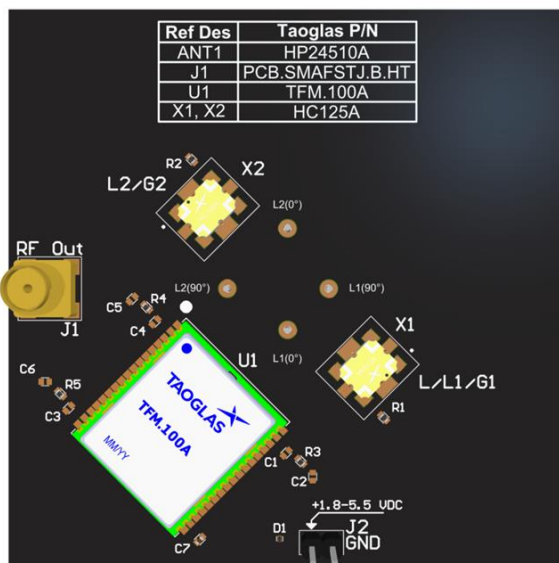 Ref Des Taoglas P/N
ANT1 HP24510A
J1 PCB.SMAFSTJ.B.HT
U1 TFM.100A
X1, X2 HC125A
R2
X2
L2/G2
L2(0°)
RF Out
L2(90°)
L1(90°)
C5
R4
J1
C4
X1
L1(0°)
U1
C6
R5
C3
TAOGLAS
TFM.100A
MM/YY
L/L1/G1
R1
C1
R3
C2
+1.8-5.5 VDC
C7
D1
J2
GND